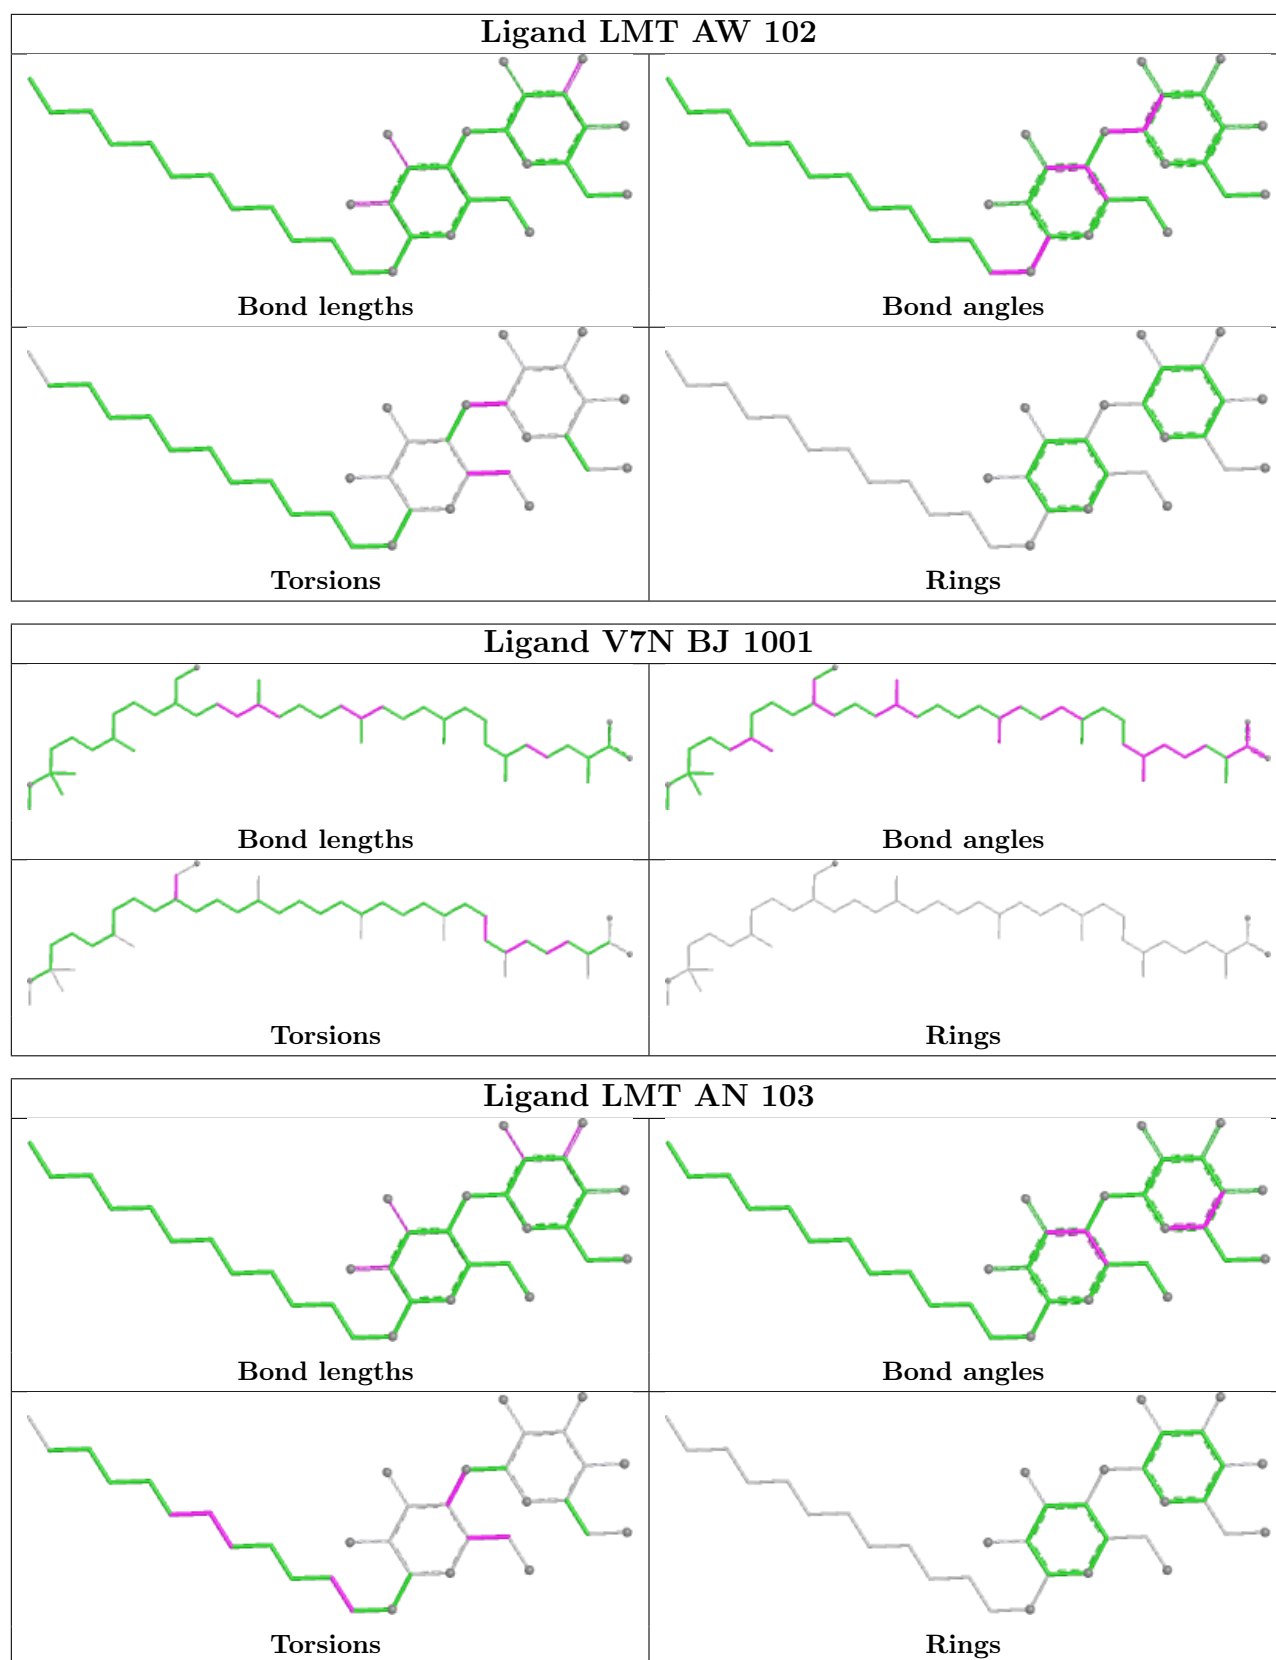 Ligand LMT AW 102
Bond lengths
Bond angles
Torsions
Rings
Ligand V7N BJ 1001
Bond lengths
Bond angles
Torsions
Rings
Ligand LMT AN 103
Bond lengths
Bond angles
Torsions
Rings